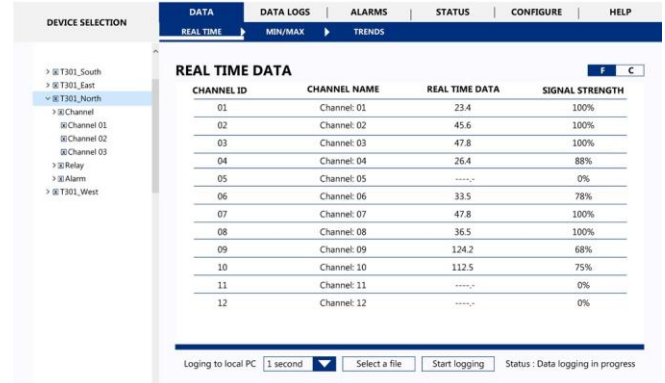 DEVICE SELECTION
DATA DATA LOGS | ALARMS | STATUS | CONFIGURE | HELP
REAL TIME MIN/MAX TRENDS
T301_South
T301_East
T301_North
Channel
Channel 01
Channel 02
Channel 03
Relay
Alarm
T301_West
REAL TIME DATA
F C
CHANNEL ID CHANNEL NAME REAL TIME DATA SIGNAL STRENGTH
01 Channel: 01 23.4 100%
02 Channel: 02 45.6 100%
03 Channel: 03 47.8 100%
04 Channel: 04 26.4 88%
05 Channel: 05 ----.- 0%
06 Channel: 06 33.5 78%
07 Channel: 07 47.8 100%
08 Channel: 08 36.5 100%
09 Channel: 09 124.2 68%
10 Channel: 10 112.5 75%
11 Channel: 11 ----.- 0%
12 Channel: 12 ----.- 0%
Loging to local PC 1 second Select a file Start logging Status : Data logging in progress